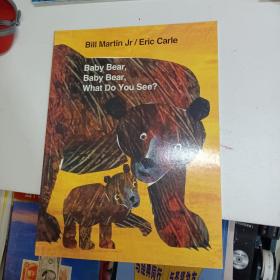 Bill Martin Jr / Eric Carle
Baby Bear,
Baby Bear,
What Do You See?